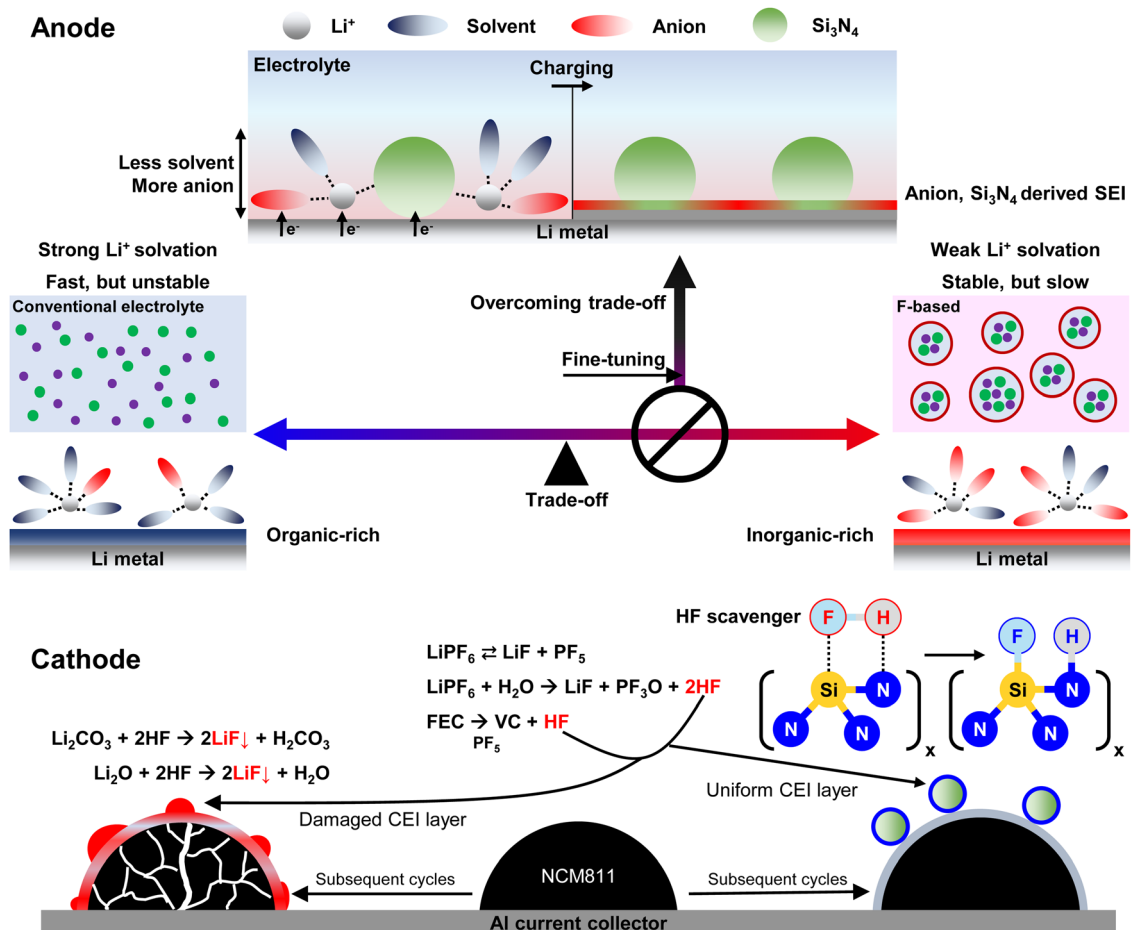 Anode
Li⁺
Solvent
Anion
Si₃N₄
Electrolyte
Charging
Less solvent
More anion
e⁻
e⁻
e⁻
Li metal
Anion, Si₃N₄ derived SEI
Strong Li⁺ solvation
Fast, but unstable
Conventional electrolyte
Weak Li⁺ solvation
Stable, but slow
F-based
Overcoming trade-off
Fine-tuning
Trade-off
Organic-rich
Li metal
Inorganic-rich
Li metal
Cathode
LiPF₆ ⇄ LiF + PF₅
LiPF₆ + H₂O → LiF + PF₃O + 2HF
FEC → VC + HF
PF₅
HF scavenger
F H
Si N
N N
x
F H
Si N
N N
x
Li₂CO₃ + 2HF → 2LiF↓ + H₂CO₃
Li₂O + 2HF → 2LiF↓ + H₂O
Damaged CEI layer
Uniform CEI layer
Subsequent cycles
NCM811
Subsequent cycles
Al current collector